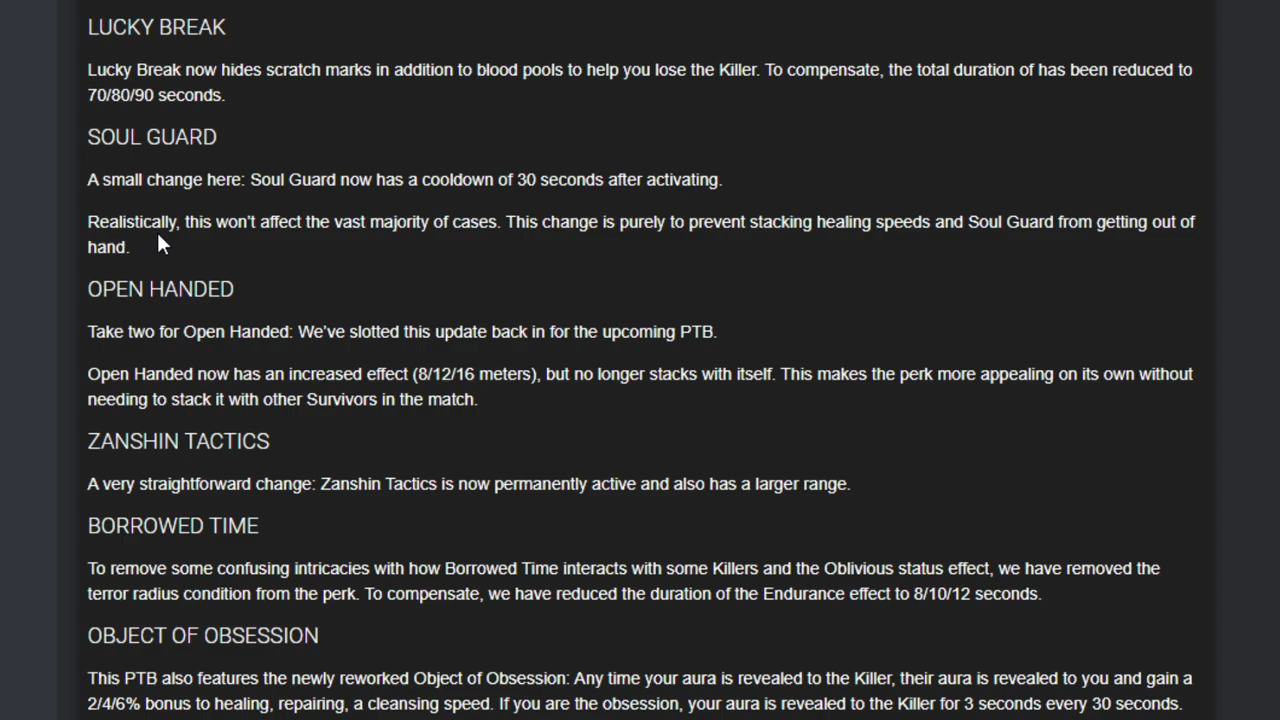 LUCKY BREAK
Lucky Break now hides scratch marks in addition to blood pools to help you lose the Killer. To compensate, the total duration of has been reduced to
70/80/90 seconds.
SOUL GUARD
A small change here: Soul Guard now has a cooldown of 30 seconds after activating.
Realistically, this won't affect the vast majority of cases. This change is purely to prevent stacking healing speeds and Soul Guard from getting out of
hand.
OPEN HANDED
Take two for Open Handed: We've slotted this update back in for the upcoming PTB.
Open Handed now has an increased effect (8/12/16 meters), but no longer stacks with itself. This makes the perk more appealing on its own without
needing to stack it with other Survivors in the match.
ZANSHIN TACTICS
A very straightforward change: Zanshin Tactics is now permanently active and also has a larger range.
BORROWED TIME
To remove some confusing intricacies with how Borrowed Time interacts with some Killers and the Oblivious status effect, we have removed the
terror radius condition from the perk. To compensate, we have reduced the duration of the Endurance effect to 8/10/12 seconds.
OBJECT OF OBSESSION
This PTB also features the newly reworked Object of Obsession: Any time your aura is revealed to the Killer, their aura is revealed to you and gain a
2/4/6% bonus to healing, repairing, a cleansing speed. If you are the obsession, your aura is revealed to the Killer for 3 seconds every 30 seconds.